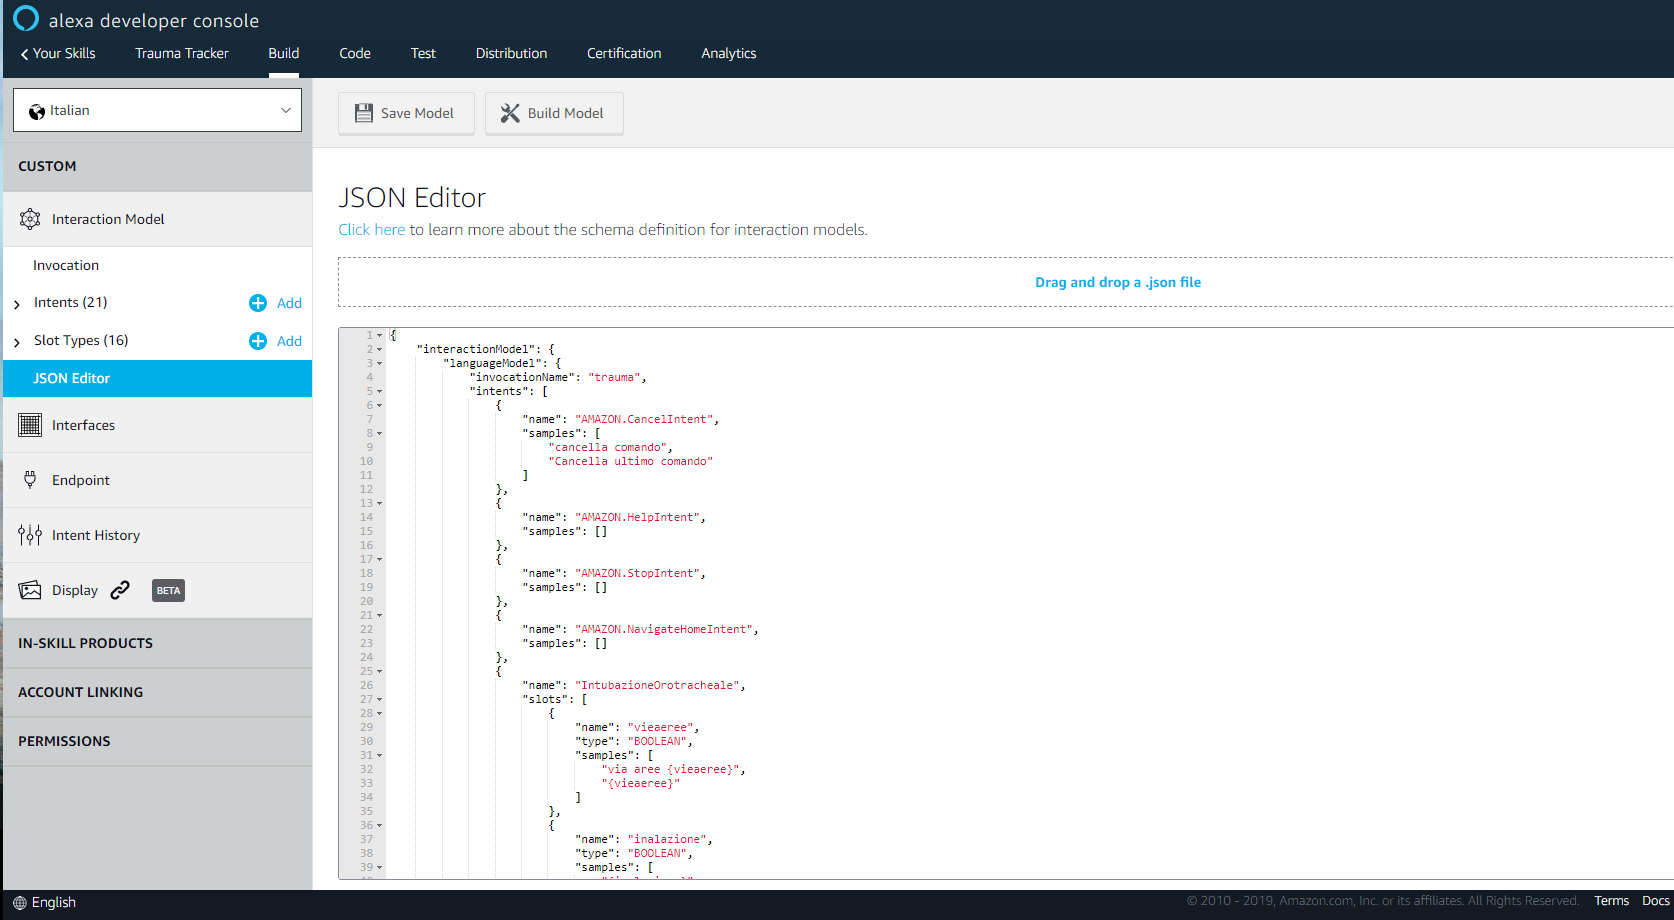 alexa developer console
Your Skills Trauma Tracker Build Code Test Distribution Certification Analytics
Italian
CUSTOM
Interaction Model
Invocation
Intents (21) Add
Slot Types (16) Add
JSON Editor
Interfaces
Endpoint
Intent History
Display BETA
IN-SKILL PRODUCTS
ACCOUNT LINKING
PERMISSIONS
Save Model Build Model
JSON Editor
Click here to learn more about the schema definition for interaction models.
Drag and drop a .json file
1 {
2 "interactionModel": {
3 "languageModel": {
4 "invocationName": "trauma",
5 "intents": [
6 {
7 "name": "AMAZON.CancelIntent",
8 "samples": [
9 "cancella comando",
10 "Cancella ultimo comando"
11 ]
12 },
13 {
14 "name": "AMAZON.HelpIntent",
15 "samples": []
16 },
17 {
18 "name": "AMAZON.StopIntent",
19 "samples": []
20 },
21 {
22 "name": "AMAZON.NavigateHomeIntent",
23 "samples": []
24 },
25 {
26 "name": "IntubazioneOrotracheale",
27 "slots": [
28 {
29 "name": "vieaeree",
30 "type": "BOOLEAN",
31 "samples": [
32 "via aree {vieaeree}",
33 "{vieaeree}"
34 ]
35 },
36 {
37 "name": "inalazione",
38 "type": "BOOLEAN",
39 "samples": [
English
© 2010 - 2019, Amazon.com, Inc. or its affiliates. All Rights Reserved. Terms Docs